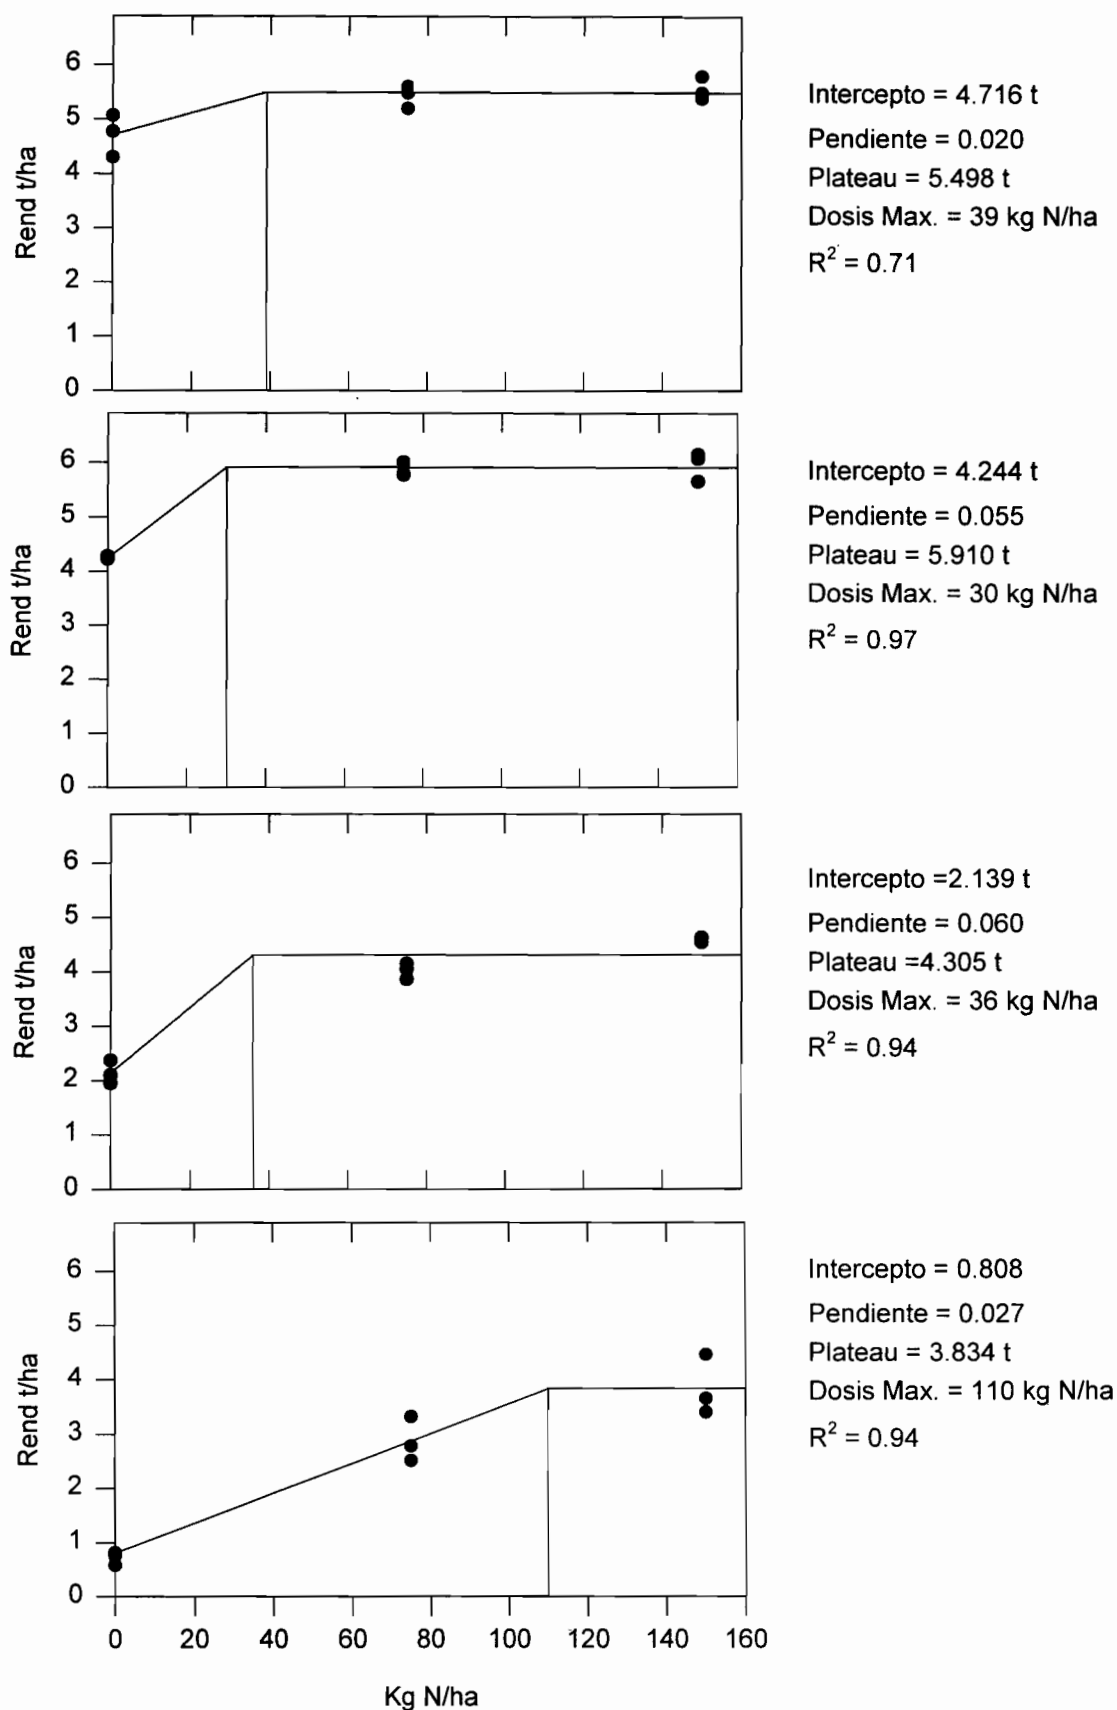 6
5
4
3
2
1
0
Rend t/ha
Intercepto = 4.716 t
Pendiente = 0.020
Plateau = 5.498 t
Dosis Max. = 39 kg N/ha
R² = 0.71
6
5
4
3
2
1
0
Rend t/ha
Intercepto = 4.244 t
Pendiente = 0.055
Plateau = 5.910 t
Dosis Max. = 30 kg N/ha
R² = 0.97
6
5
4
3
2
1
0
Rend t/ha
Intercepto =2.139 t
Pendiente = 0.060
Plateau =4.305 t
Dosis Max. = 36 kg N/ha
R² = 0.94
6
5
4
3
2
1
0
Rend t/ha
Intercepto = 0.808
Pendiente = 0.027
Plateau = 3.834 t
Dosis Max. = 110 kg N/ha
R² = 0.94
0 20 40 60 80 100 120 140 160
Kg N/ha